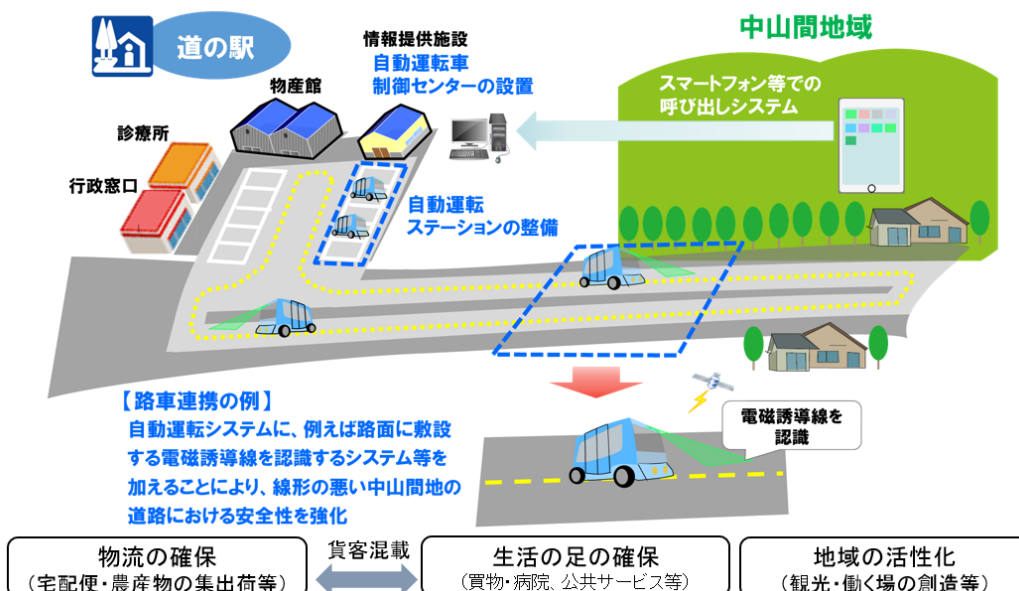 道の駅
情報提供施設
自動運転車
制御センターの設置
物産館
診療所
行政窓口
自動運転
ステーションの整備
中山間地域
スマートフォン等での
呼び出しシステム
【路車連携の例】
自動運転システムに、例えば路面に敷設
する電磁誘導線を認識するシステム等を
加えることにより、線形の悪い中山間地の
道路における安全性を強化
電磁誘導線を
認識
物流の確保
（宅配便・農産物の集出荷等）
貨客混載
生活の足の確保
（買物・病院、公共サービス等）
地域の活性化
（観光・働く場の創造等）